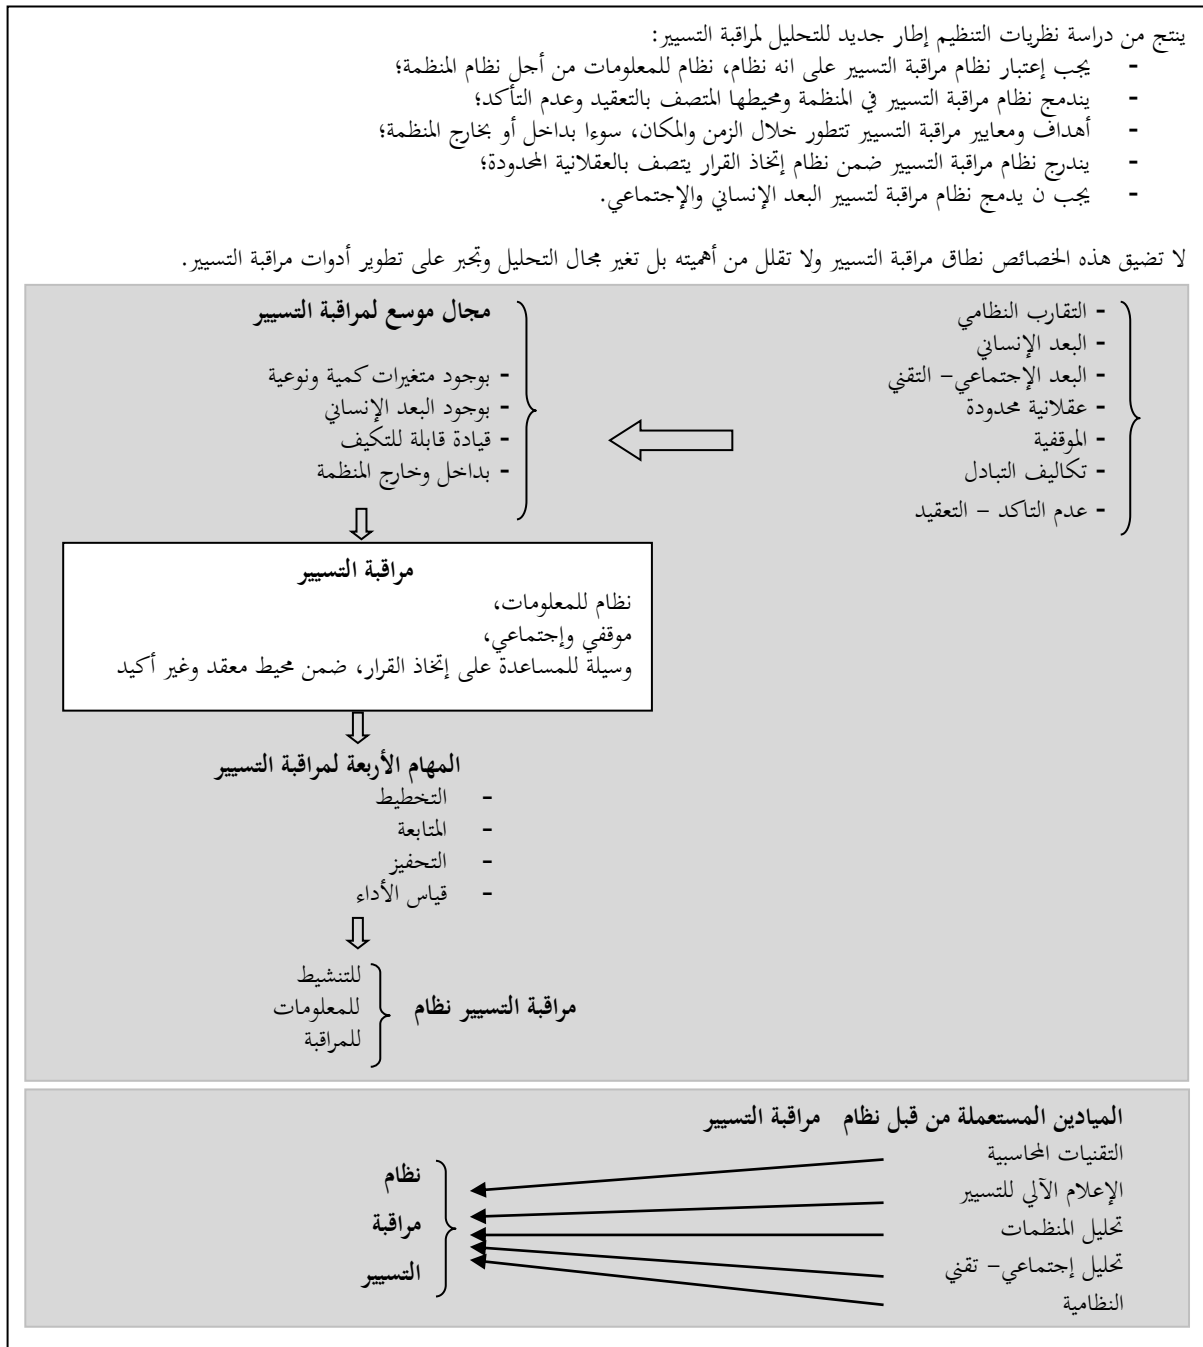 ينتج من دراسة نظريات التنظيم إطار جديد للتحليل لمراقبة التسيير:
- يجب إعتبار نظام مراقبة التسيير على انه نظام، نظام للمعلومات من أجل نظام المنظمة؛
- يندمج نظام مراقبة التسيير في المنظمة ومحيطها المتصف بالتعقيد وعدم التأكد؛
- أهداف ومعايير مراقبة التسيير تتطور خلال الزمن والمكان، سوءا بداخل أو بخارج المنظمة؛
- يندرج نظام مراقبة التسيير ضمن نظام إتخاذ القرار يتصف بالعقلانية المحدودة؛
- يجب ن يدمج نظام مراقبة لتسيير البعد الإنساني والإجتماعي.
لا تضيق هذه الخصائص نطاق مراقبة التسيير ولا تقلل من أهميته بل تغير مجال التحليل وتجبر على تطوير أدوات مراقبة التسيير.
- التقارب النظامي
- البعد الإنساني
- البعد الإجتماعي– التقني
- عقلانية محدودة
- الموقفية
- تكاليف التبادل
- عدم التاكد – التعقيد
مجال موسع لمراقبة التسيير
- بوجود متغيرات كمية ونوعية
- بوجود البعد الإنساني
- قيادة قابلة للتكيف
- بداخل وخارج المنظمة
مراقبة التسيير
نظام للمعلومات،
موقفي وإجتماعي،
وسيلة للمساعدة على إتخاذ القرار، ضمن محيط معقد وغير أكيد
المهام الأربعة لمراقبة التسيير
- التخطيط
- المتابعة
- التحفيز
- قياس الأداء
مراقبة التسيير نظام
للتنشيط
للمعلومات
للمراقبة
الميادين المستعملة من قبل نظام مراقبة التسيير
التقنيات المحاسبية
الإعلام الآلي للتسيير
تحليل المنظمات
تحليل إجتماعي– تقني
النظامية
نظام
مراقبة
التسيير